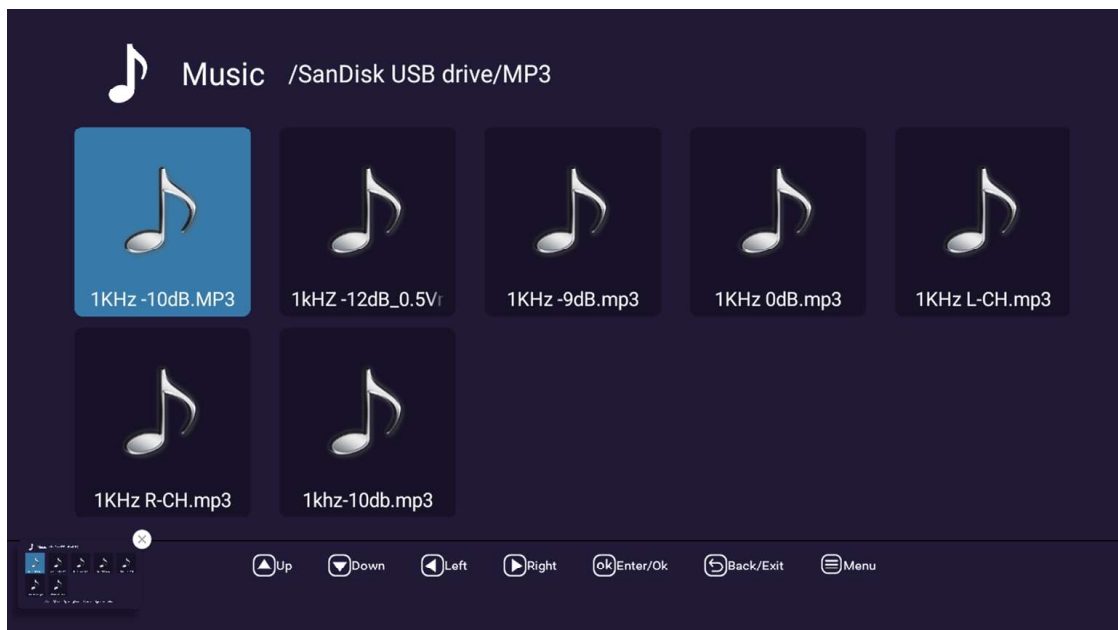 Music /SanDisk USB drive/MP3
1KHz -10dB.MP3 1kHZ -12dB_0.5V 1KHz -9dB.mp3 1KHz 0dB.mp3 1KHz L-CH.mp3
1KHz R-CH.mp3 1khz-10db.mp3
Up Down Left Right ok Enter/Ok Back/Exit Menu